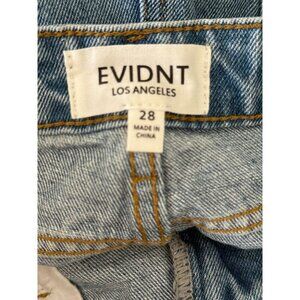 EVIDNT
LOS ANGELES
28
MADE IN
CHINA